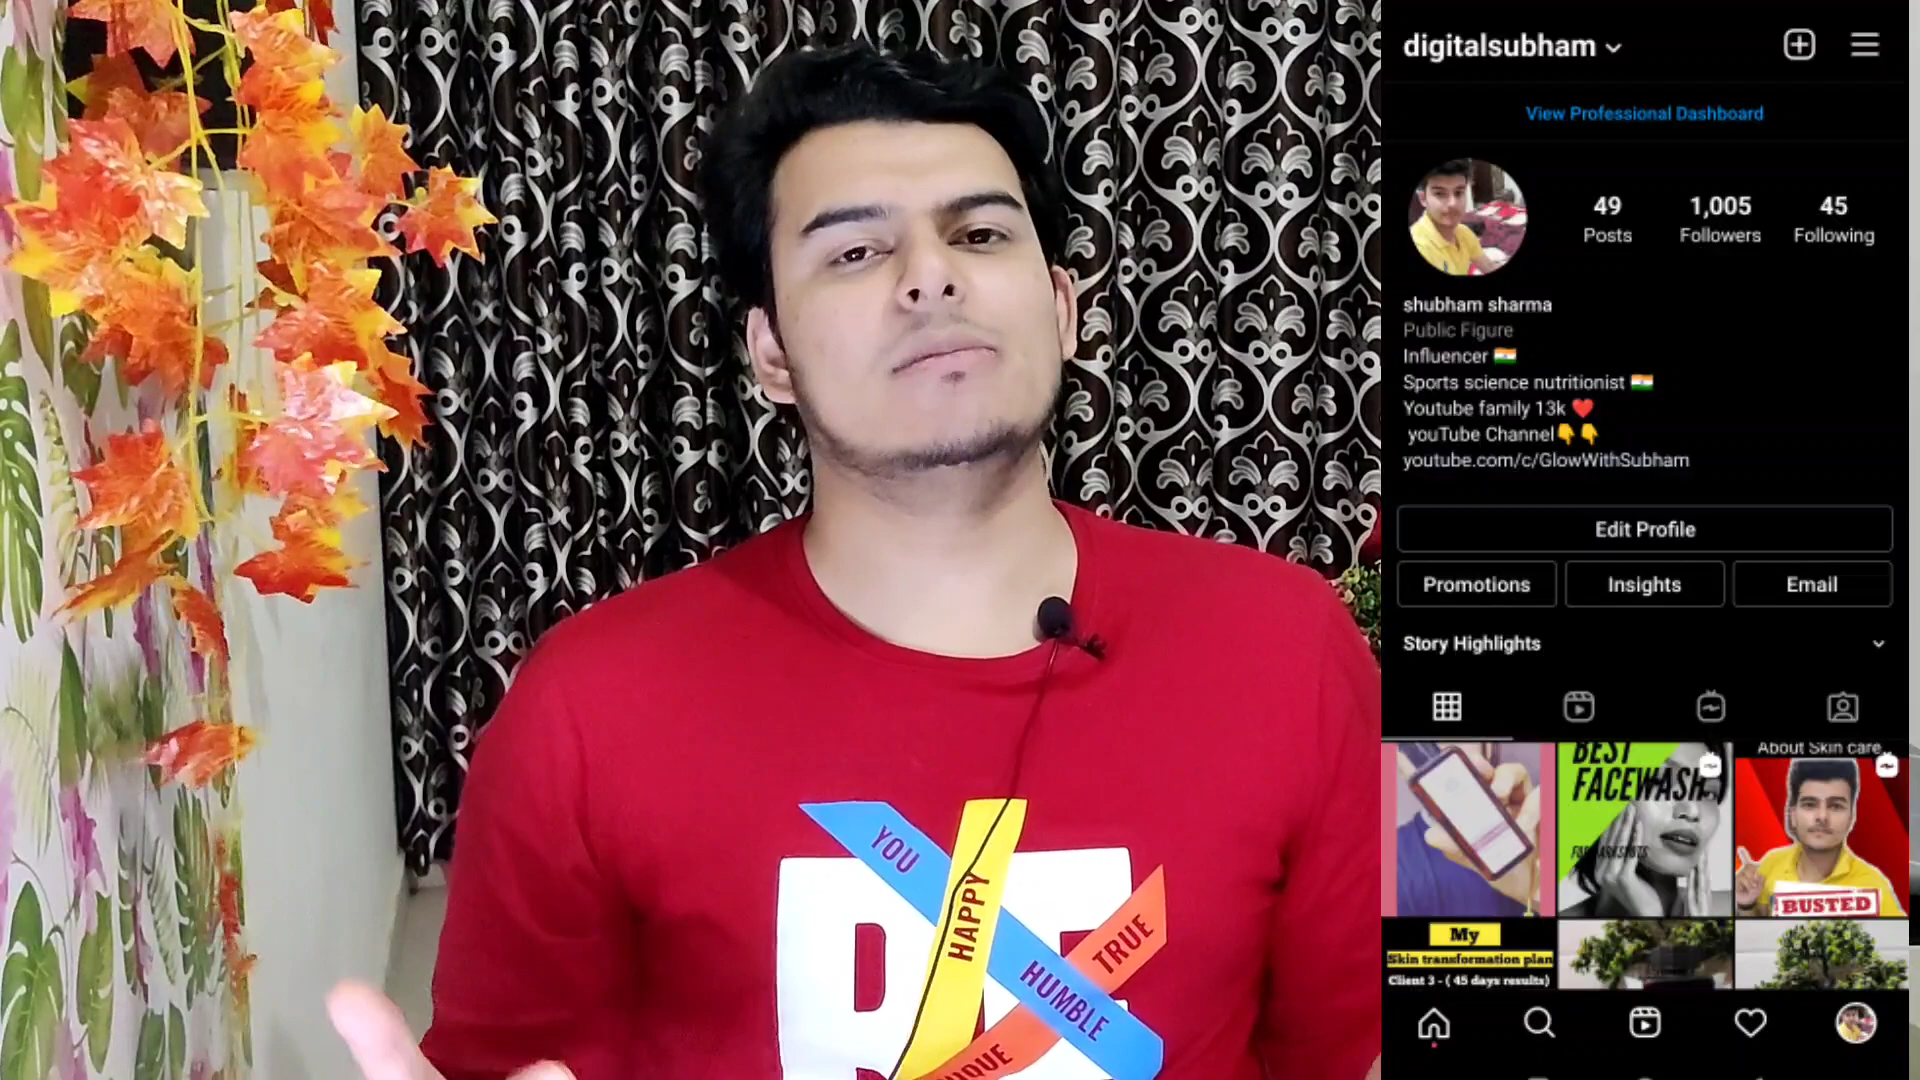 YOU
HAPPY
HUMBLE
TRUE
digitalsubham
View Professional Dashboard
49
Posts
1,005
Followers
45
Following
shubham sharma
Public Figure
Influencer 🇮🇳
Sports science nutritionist 🇮🇳
Youtube family 13k ❤️
youTube Channel👇👇
youtube.com/c/GlowWithSubham
Edit Profile
Promotions
Insights
Email
Story Highlights
BEST
FACEWASH
About Skin care
BUSTED
My
Skin transformation plan
Client 3 - ( 45 days results)